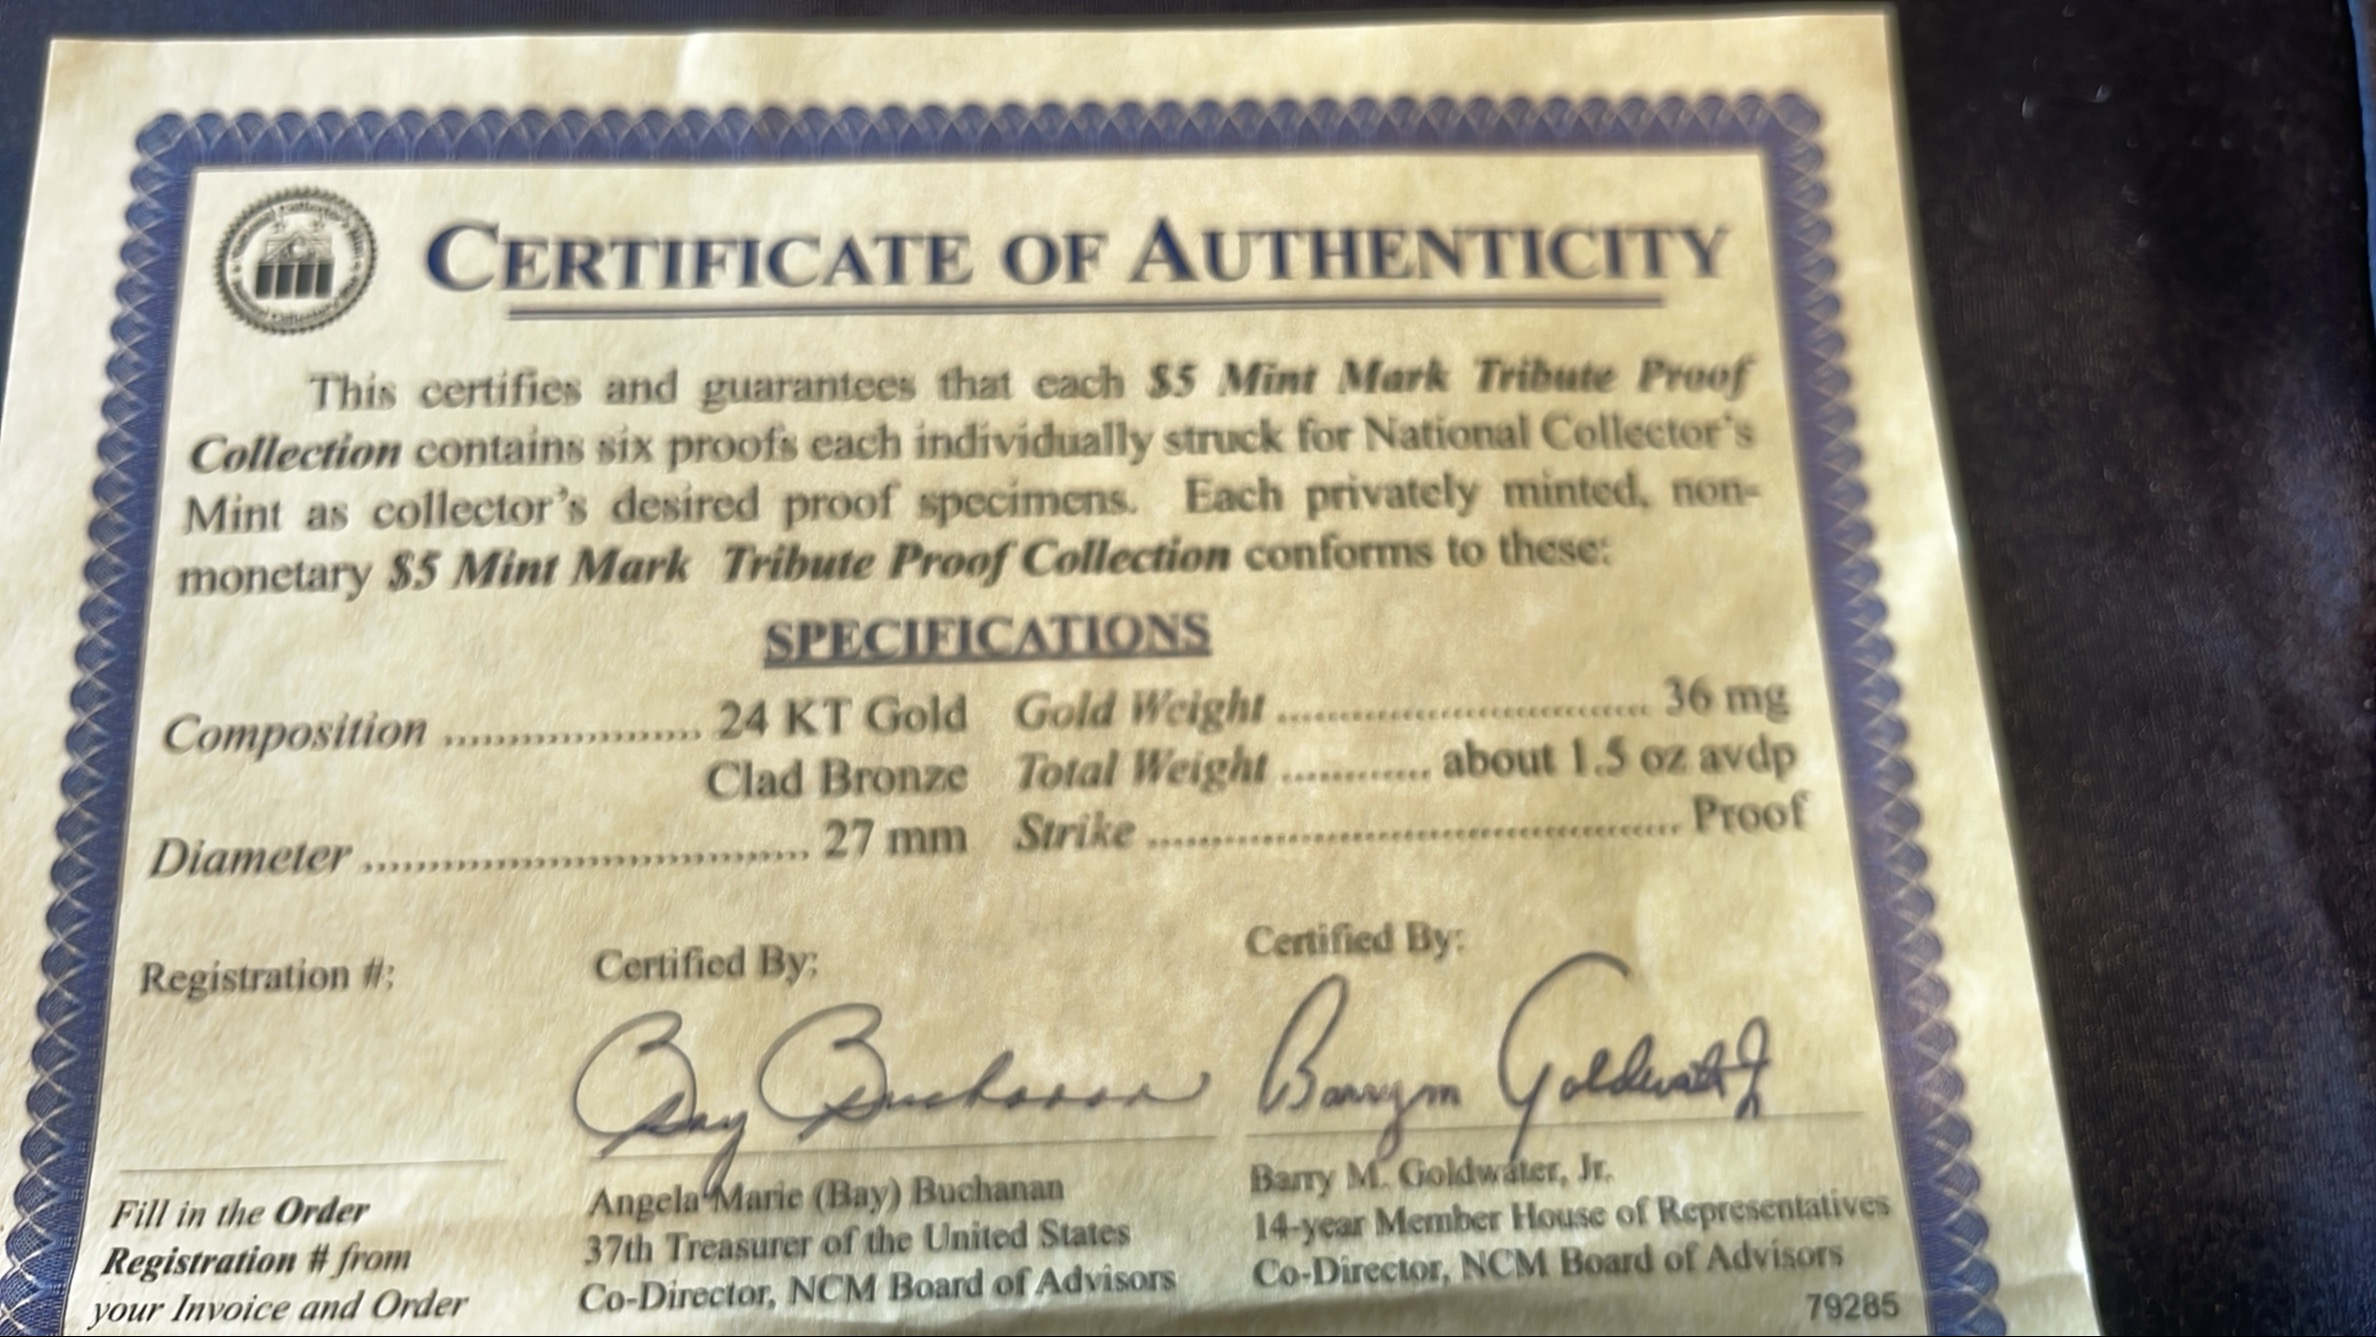 CERTIFICATE OF AUTHENTICITY
This certifies and guarantees that each $5 Mint Mark Tribute Proof
Collection contains six proofs each individually struck for National Collector's
Mint as collector's desired proof specimens. Each privately minted, non-
monetary $5 Mint Mark Tribute Proof Collection conforms to these:
SPECIFICATIONS
Composition .................... 24 KT Gold
Clad Bronze
Diameter .................................. 27 mm
Gold Weight ............................. 36 mg
Total Weight ............ about 1.5 oz avdp
Strike .......................................... Proof
Registration #:
Fill in the Order
Registration # from
your Invoice and Order
Certified By:
Bay Buchanan
Angela Marie (Bay) Buchanan
37th Treasurer of the United States
Co-Director, NCM Board of Advisors
Certified By:
Barry M Goldwater Jr
Barry M. Goldwater, Jr.
14-year Member House of Representatives
Co-Director, NCM Board of Advisors
79285